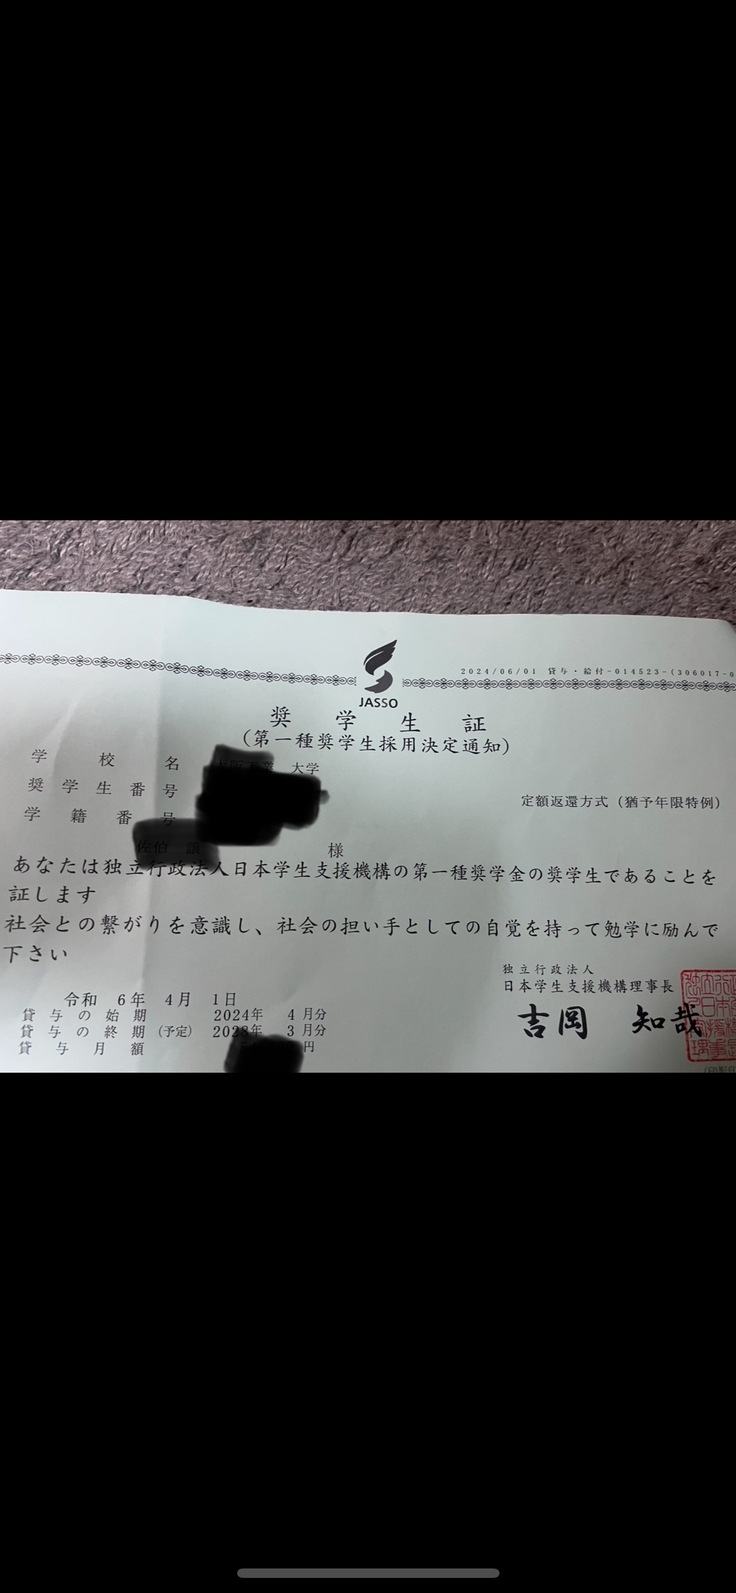 JASSO
2024/06/01 貸与・給付-014523-(306017-0
奨学生証
(第一種奨学生採用決定通知)
学校名 大学
奨学生番号
定額返還方式(猶予年限特例)
学籍番号
様
あなたは独立行政法人日本学生支援機構の第一種奨学金の奨学生であることを
証します
社会との繋がりを意識し、社会の担い手としての自覚を持って勉学に励んで
下さい
独立行政法人
日本学生支援機構理事長
吉岡 知哉
令和 6年 4月 1日
貸与の始期 2024年 4月分
貸与の終期(予定) 2028年 3月分
貸与月額 円